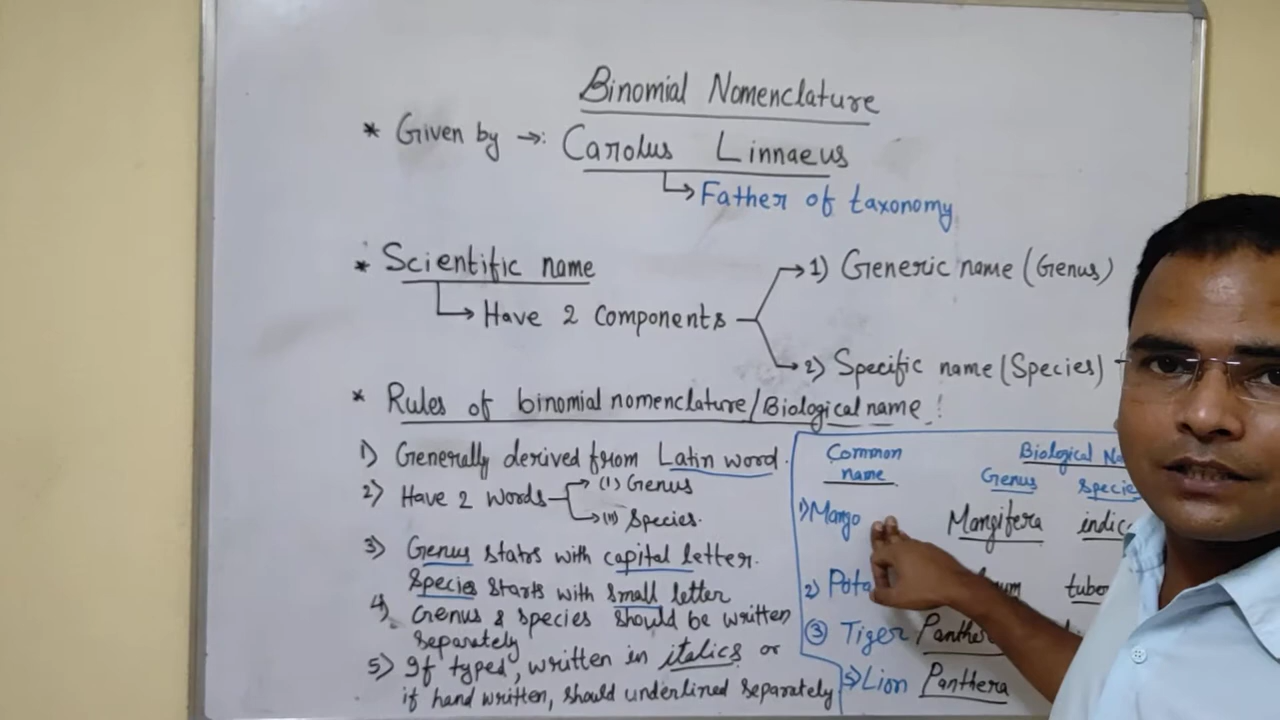 Binomial Nomenclature
* Given by →: Carolus Linnaeus
↳ Father of taxonomy
* Scientific name
↳ Have 2 components
→ 1) Generic name (Genus)
→ 2) Specific name (Species)
* Rules of binomial nomenclature/Biological name !
1) Generally derived from Latin word.
2) Have 2 words
→ (i) Genus
→ (ii) Species.
3) Genus stats with capital letter.
Species starts with small letter
4) Genus & species should be written
separately
5) If typed, written in italics or
if hand written, should underlined separately
Common
name
Biological Na
Genus Species
1) Mango Mangifera indic
2) Pota um tuber
③ Tiger Panther
5) Lion Panthera